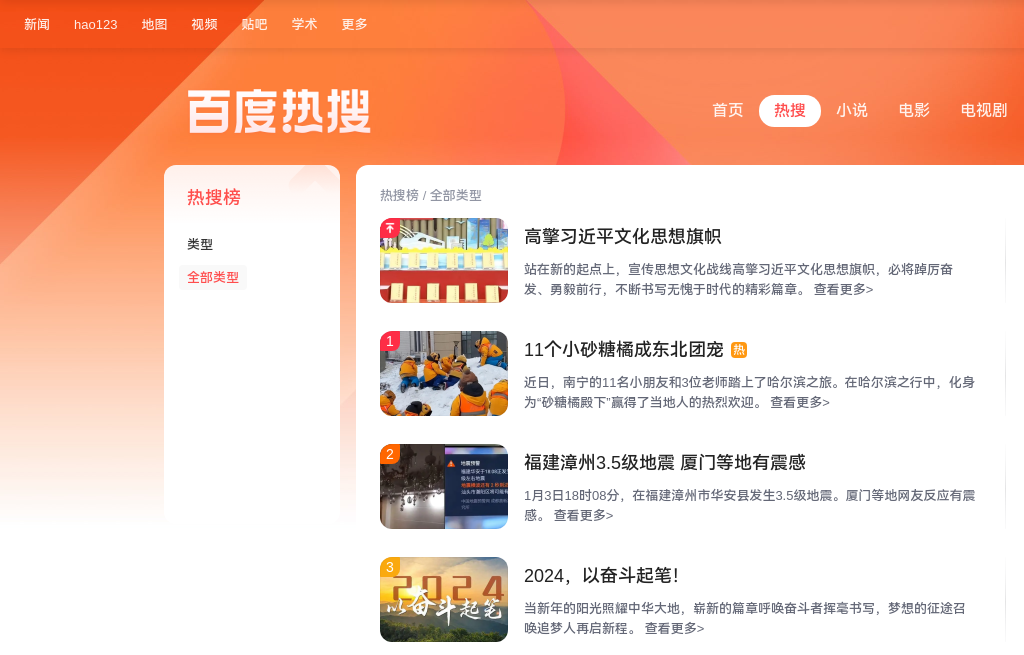 新闻 hao123 地图 视频 贴吧 学术 更多
百度热搜
首页 热搜 小说 电影 电视剧
热搜榜
类型
全部类型
热搜榜 / 全部类型
高擎习近平文化思想旗帜
站在新的起点上，宣传思想文化战线高擎习近平文化思想旗帜，必将踔厉奋
发、勇毅前行，不断书写无愧于时代的精彩篇章。 查看更多>
1
11个小砂糖橘成东北团宠 热
近日，南宁的11名小朋友和3位老师踏上了哈尔滨之旅。在哈尔滨之行中，化身
为“砂糖橘殿下”赢得了当地人的热烈欢迎。 查看更多>
2
地震预警
福建漳州3.5级地震 厦门等地有震感
1月3日18时08分，在福建漳州市华安县发生3.5级地震。厦门等地网友反应有震
感。 查看更多>
3
2024
以奋斗起笔
2024，以奋斗起笔！
当新年的阳光照耀中华大地，崭新的篇章呼唤奋斗者挥毫书写，梦想的征途召
唤追梦人再启新程。 查看更多>